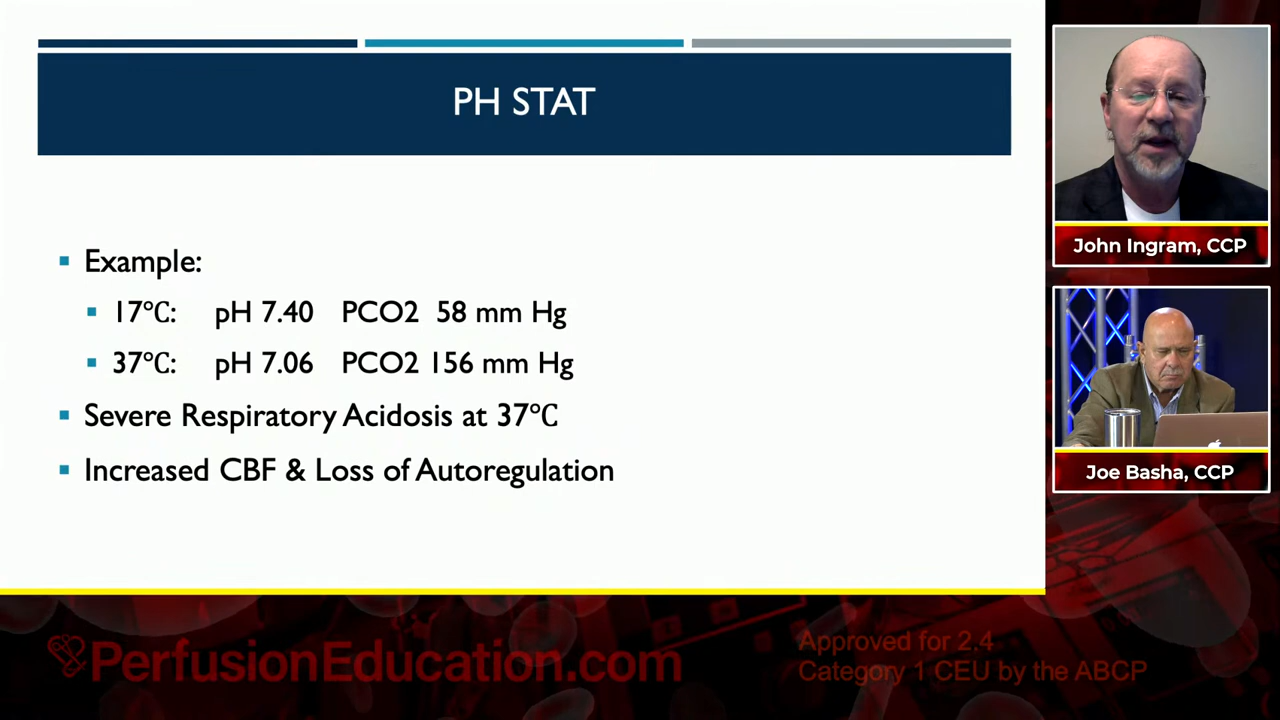 PH STAT
Example:
17℃: pH 7.40 PCO2 58 mm Hg
37℃: pH 7.06 PCO2 156 mm Hg
Severe Respiratory Acidosis at 37℃
Increased CBF & Loss of Autoregulation
John Ingram, CCP
Joe Basha, CCP
PerfusionEducation.com
Approved for 2.4
Category 1 CEU by the ABCP